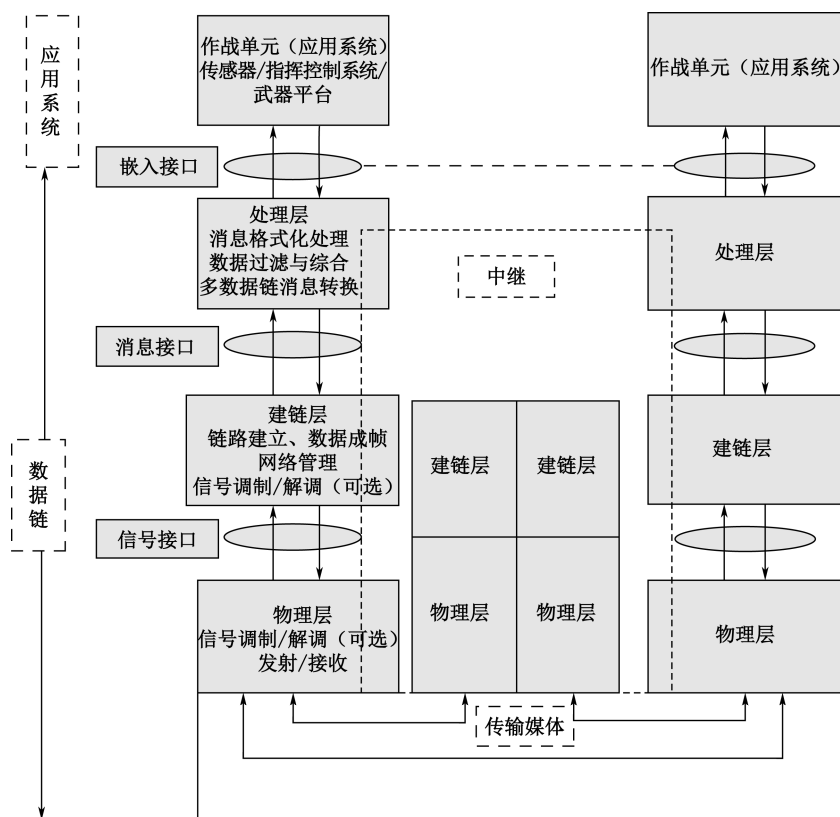 应用系统
作战单元（应用系统）
传感器/指挥控制系统/
武器平台
作战单元（应用系统）
嵌入接口
处理层
消息格式化处理
数据过滤与综合
多数据链消息转换
中继
处理层
消息接口
建链层
链路建立、数据成帧
网络管理
信号调制/解调（可选）
建链层
建链层
建链层
数据链
信号接口
物理层
信号调制/解调（可选）
发射/接收
物理层
物理层
物理层
传输媒体